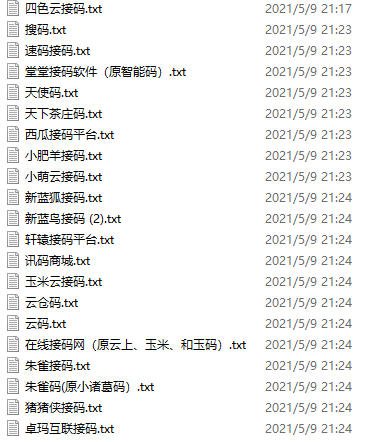 四色云接码.txt 2021/5/9 21:17
搜码.txt 2021/5/9 21:23
速码接码.txt 2021/5/9 21:23
堂堂接码软件（原智能码）.txt 2021/5/9 21:23
天使码.txt 2021/5/9 21:23
天下茶庄码.txt 2021/5/9 21:23
西瓜接码平台.txt 2021/5/9 21:23
小肥羊接码.txt 2021/5/9 21:23
小萌云接码.txt 2021/5/9 21:23
新蓝狐接码.txt 2021/5/9 21:24
新蓝鸟接码 (2).txt 2021/5/9 21:24
轩辕接码平台.txt 2021/5/9 21:24
讯码商城.txt 2021/5/9 21:24
玉米云接码.txt 2021/5/9 21:24
云仓码.txt 2021/5/9 21:24
云码.txt 2021/5/9 21:24
在线接码网（原云上、玉米、和玉码）.txt 2021/5/9 21:24
朱雀接码.txt 2021/5/9 21:24
朱雀码(原小诸葛码）.txt 2021/5/9 21:24
猪猪侠接码.txt 2021/5/9 21:24
卓玛互联接码.txt 2021/5/9 21:24